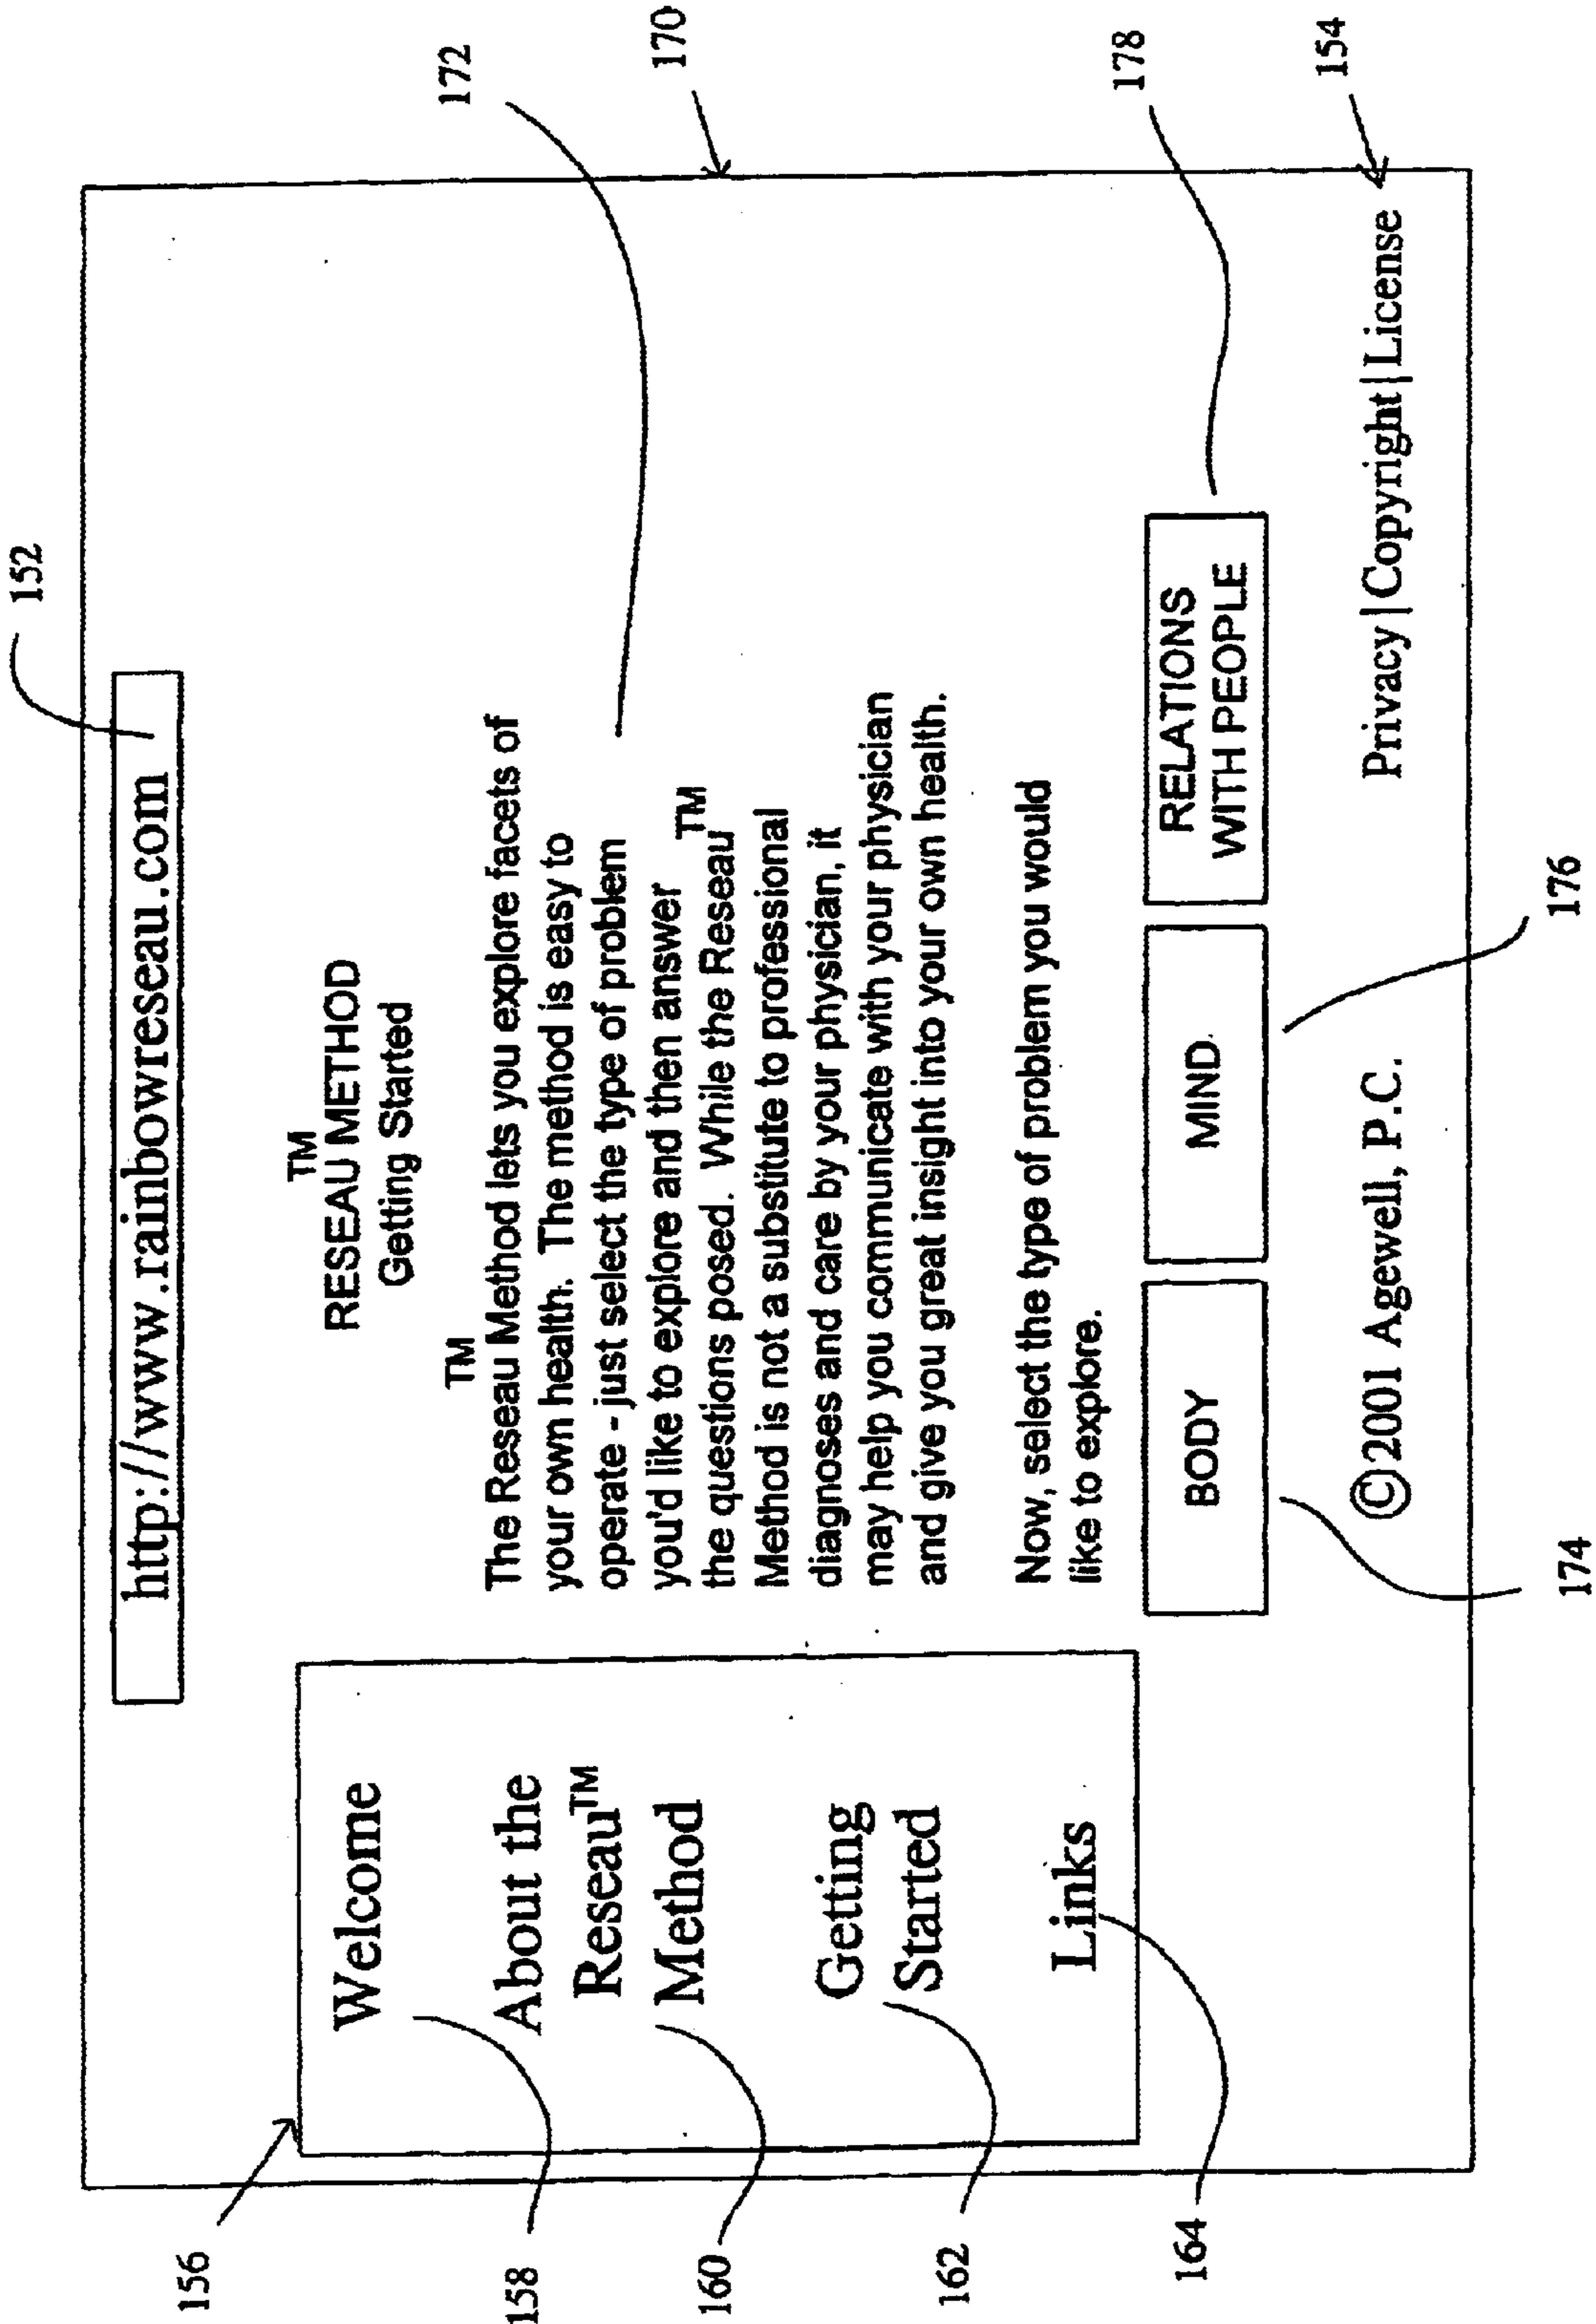 152
http://www.rainbowreseau.com
156
158
160
162
164
Welcome
About the
Reseau™
Method
Getting
Started
Links
TM
RESEAU METHOD
Getting Started
TM
The Reseau Method lets you explore facets of
your own health. The method is easy to
operate - just select the type of problem
you'd like to explore and then answer
TM
the questions posed. While the Reseau
Method is not a substitute to professional
diagnoses and care by your physician, it
may help you communicate with your physician
and give you great insight into your own health.
Now, select the type of problem you would
like to explore.
172
170
BODY
MIND
RELATIONS
WITH PEOPLE
178
©2001 Agewell, P.C.
Privacy|Copyright|License
154
174
176